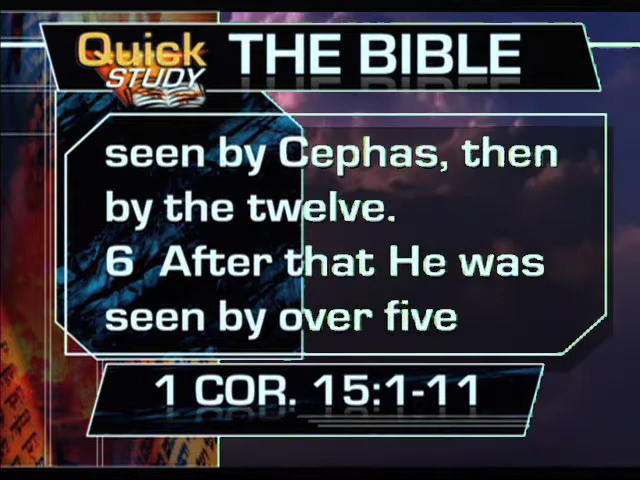 Quick
STUDY
THE BIBLE
seen by Cephas, then
by the twelve.
6 After that He was
seen by over five
1 COR. 15:1-11